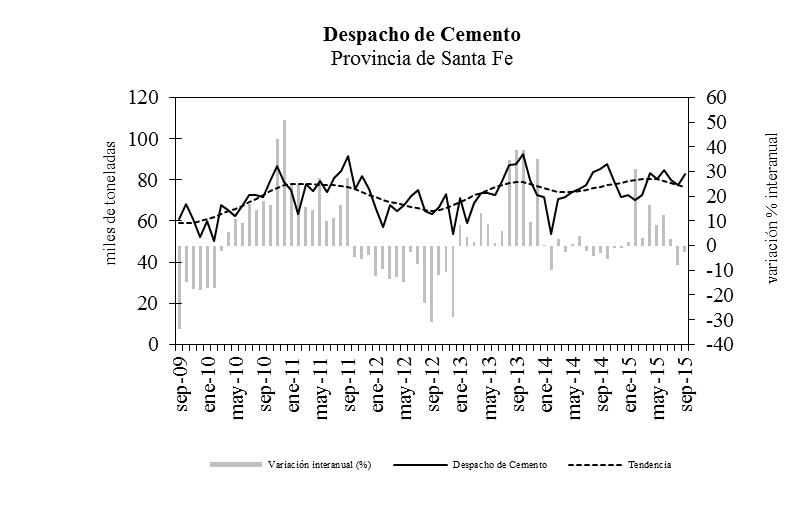 Despacho de Cemento
Provincia de Santa Fe
miles de toneladas
120
100
80
60
40
20
0
60
50
40
30
20
10
0
-10
-20
-30
-40
variación % interanual
sep-09
ene-10
may-10
sep-10
ene-11
may-11
sep-11
ene-12
may-12
sep-12
ene-13
may-13
sep-13
ene-14
may-14
sep-14
ene-15
may-15
sep-15
Variación interanual (%)
Despacho de Cemento
Tendencia